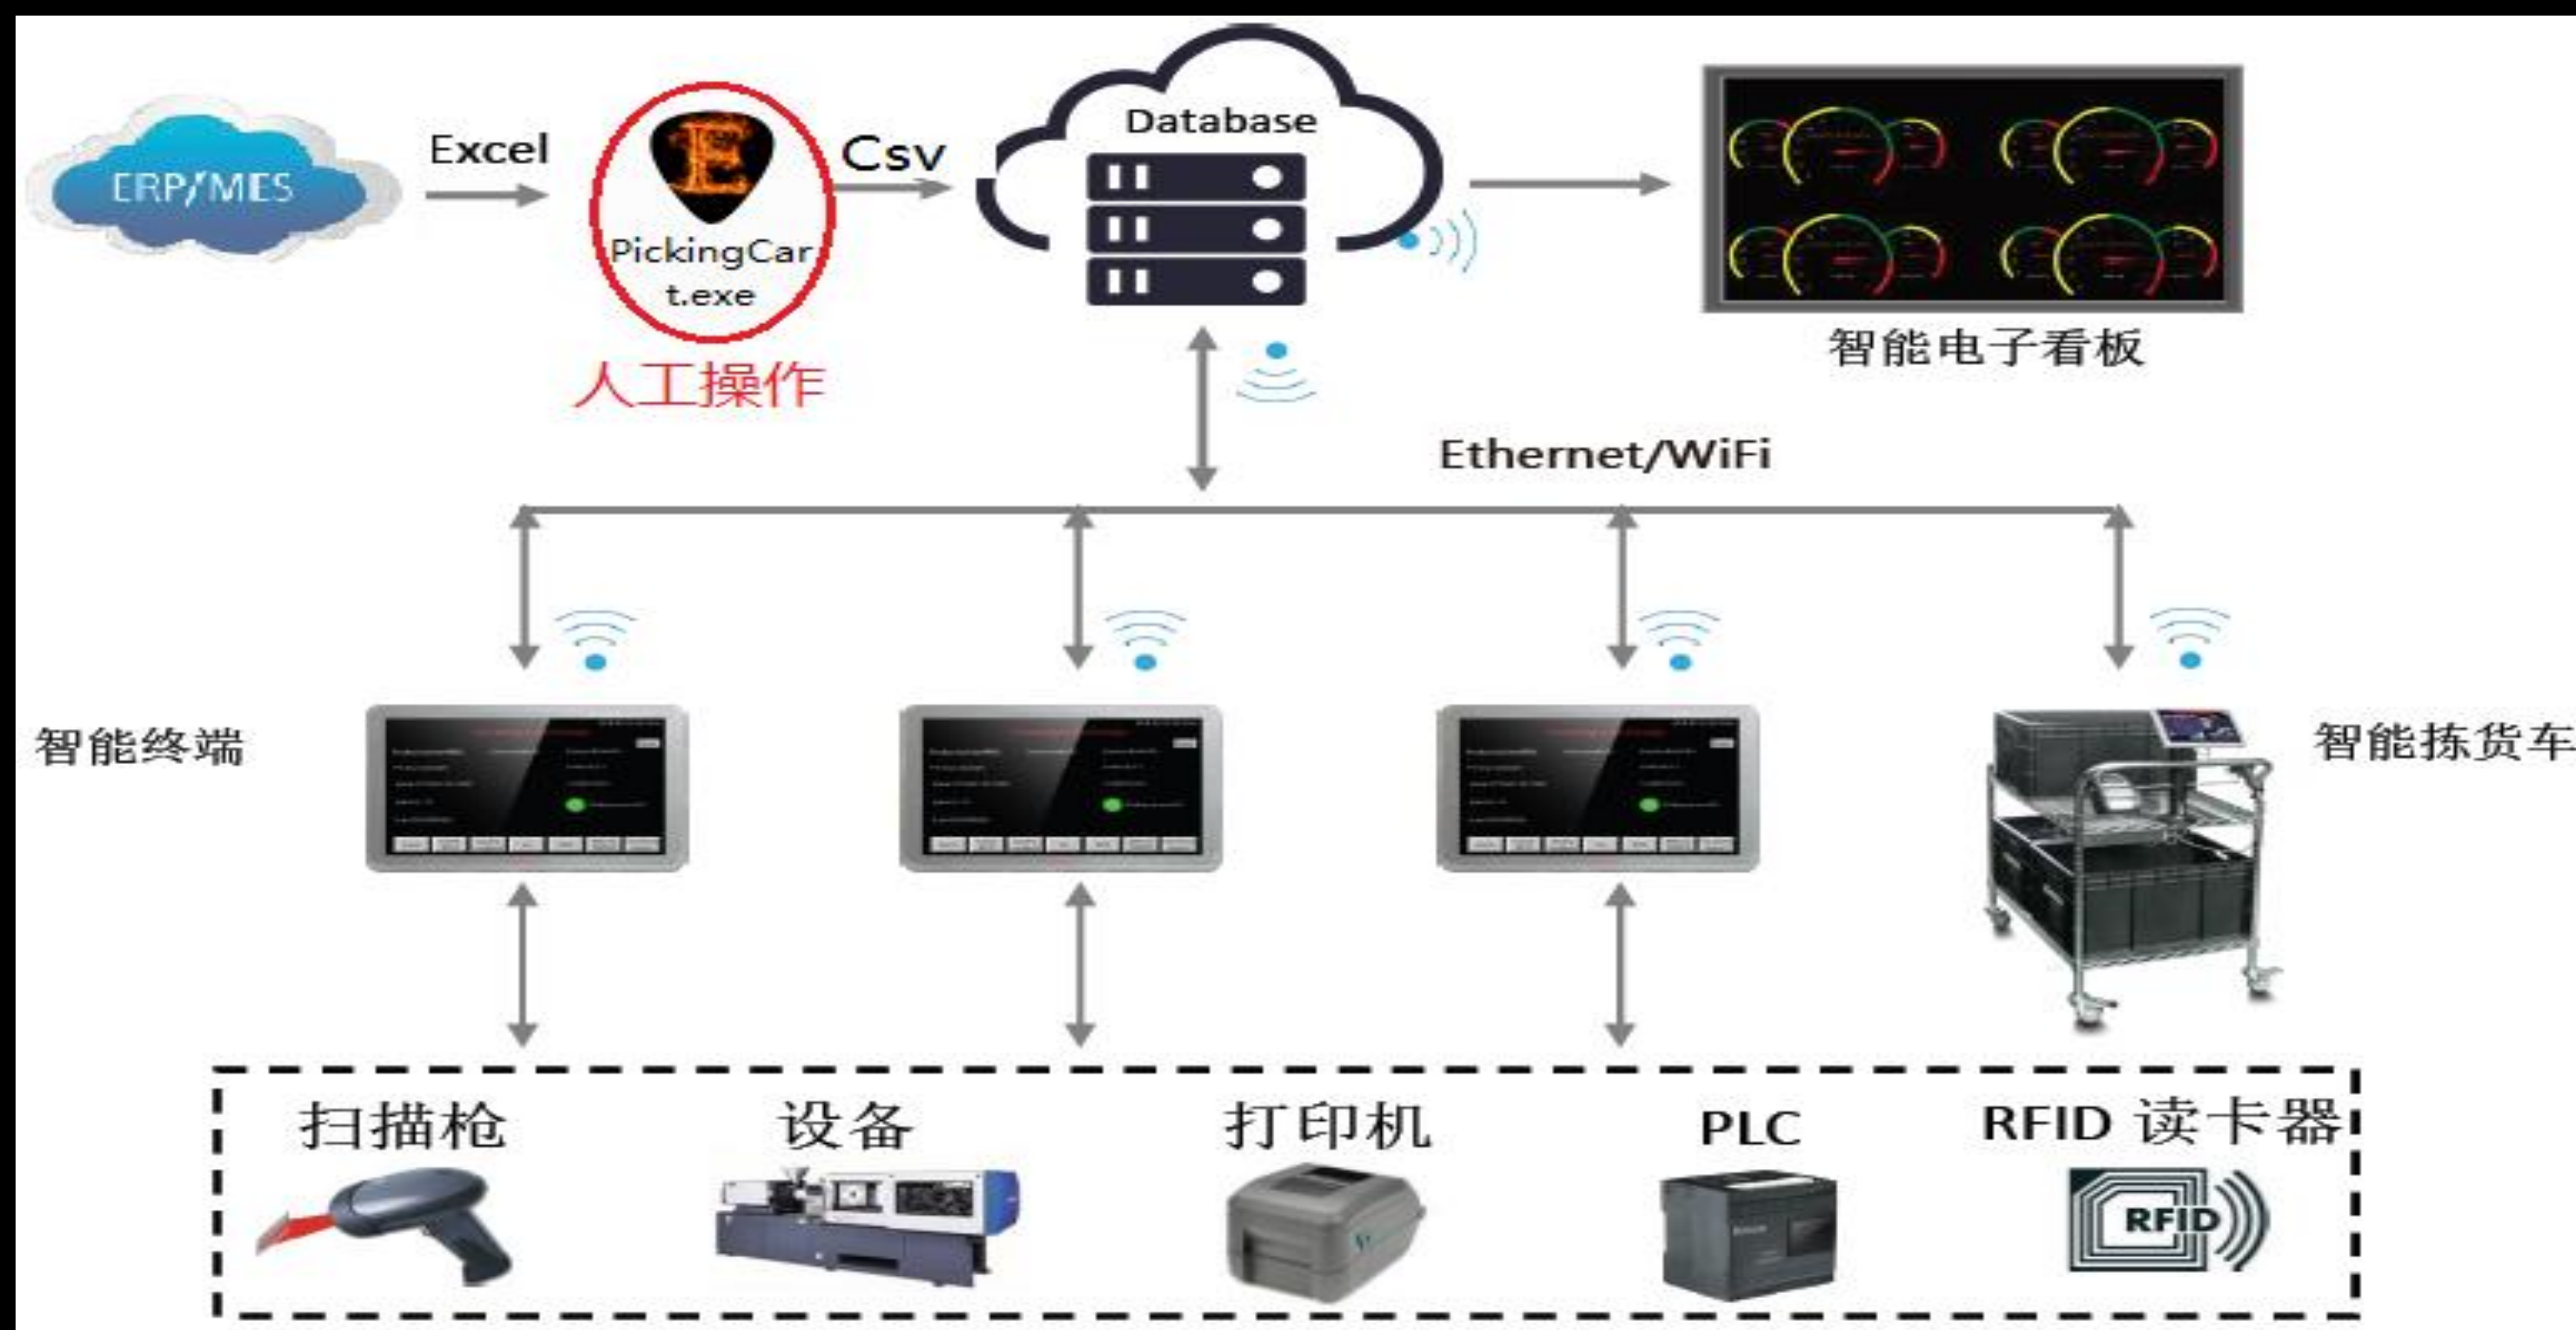 ERP/MES
Excel
E
PickingCar
t.exe
人工操作
Csv
Database
智能电子看板
Ethernet/WiFi
智能终端
智能拣货车
扫描枪
设备
打印机
PLC
RFID 读卡器
RFID